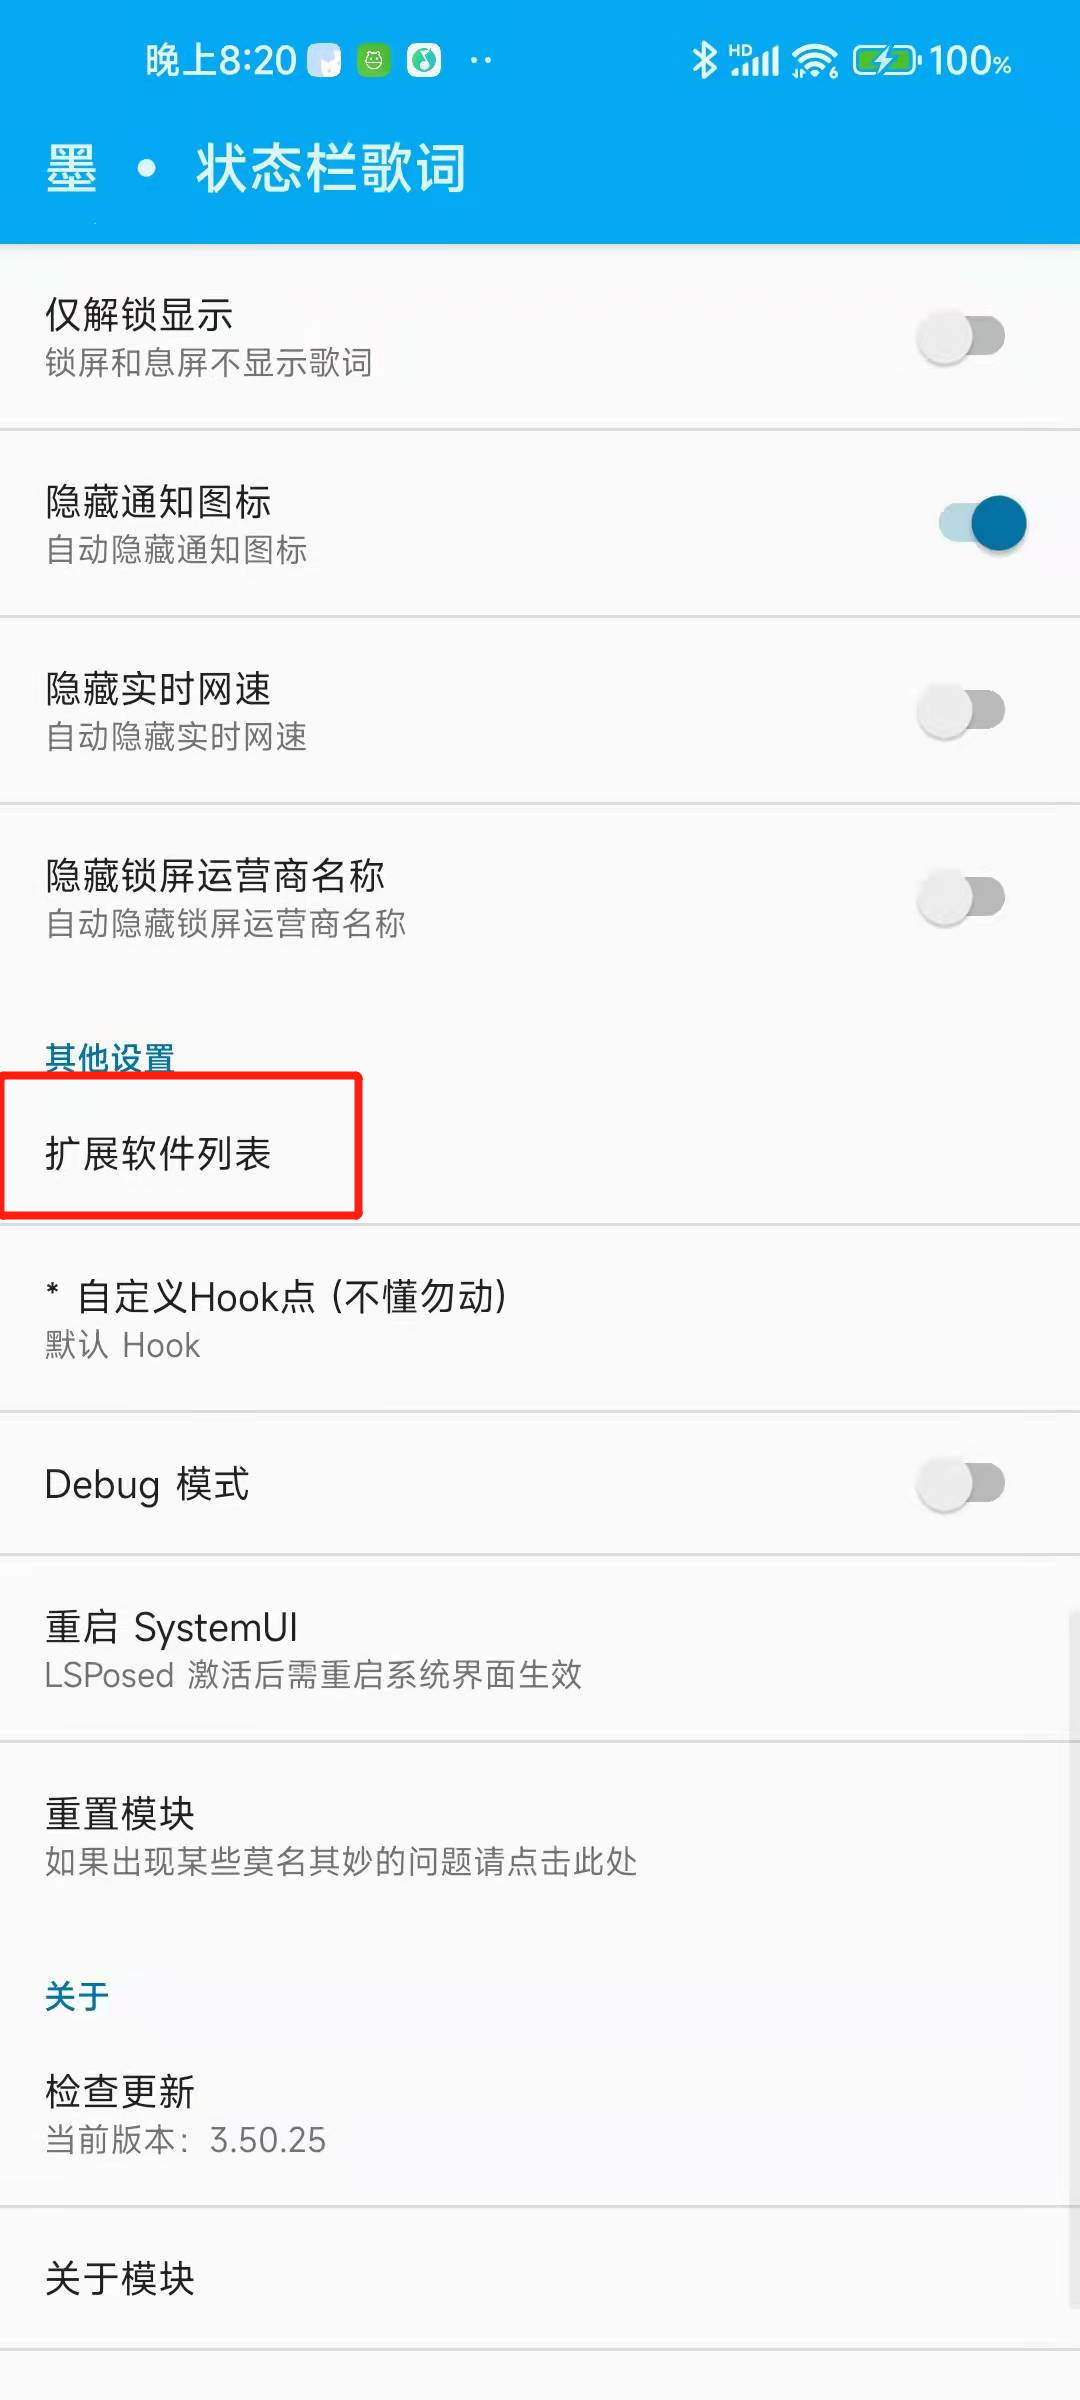 晚上8:20 HD 6 100%
墨 • 状态栏歌词
仅解锁显示
锁屏和息屏不显示歌词
隐藏通知图标
自动隐藏通知图标
隐藏实时网速
自动隐藏实时网速
隐藏锁屏运营商名称
自动隐藏锁屏运营商名称
其他设置
扩展软件列表
* 自定义Hook点 (不懂勿动)
默认 Hook
Debug 模式
重启 SystemUI
LSPosed 激活后需重启系统界面生效
重置模块
如果出现某些莫名其妙的问题请点击此处
关于
检查更新
当前版本：3.50.25
关于模块